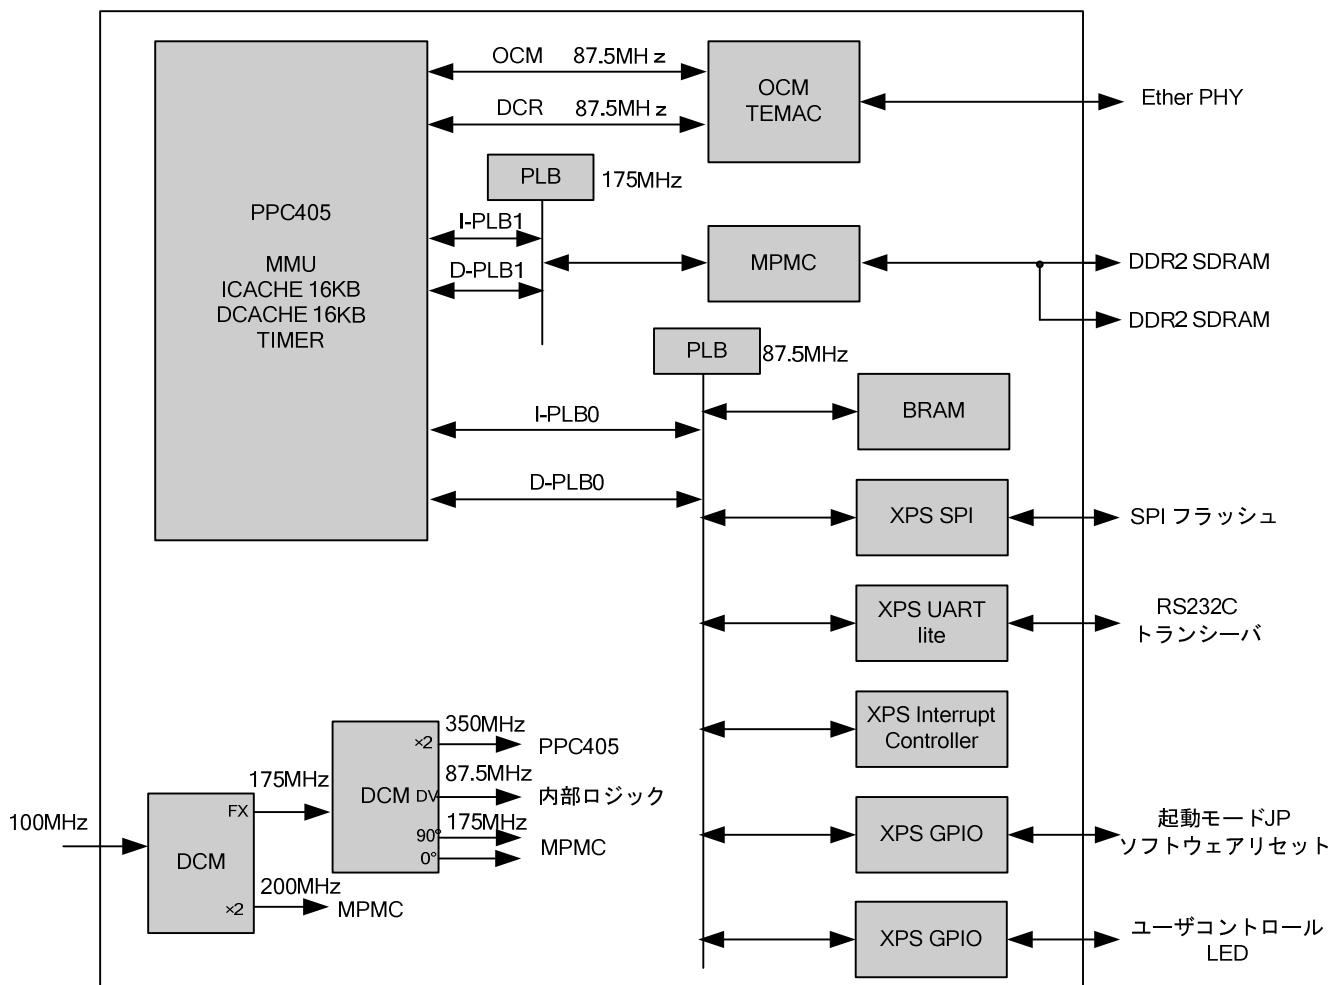 OCM 87.5MHz
DCR 87.5MHz
OCM
TEMAC
Ether PHY
PLB
175MHz
PPC405
MMU
ICACHE 16KB
DCACHE 16KB
TIMER
I-PLB1
D-PLB1
MPMC
DDR2 SDRAM
DDR2 SDRAM
PLB
87.5MHz
I-PLB0
D-PLB0
BRAM
XPS SPI
SPI フラッシュ
XPS UART
lite
RS232C
トランシーバ
XPS Interrupt
Controller
XPS GPIO
起動モードJP
ソフトウェアリセット
XPS GPIO
ユーザコントロール
LED
100MHz
DCM
FX
×2
175MHz
200MHz
MPMC
DCM
×2
DV
90°
0°
350MHz
PPC405
87.5MHz
内部ロジック
175MHz
MPMC